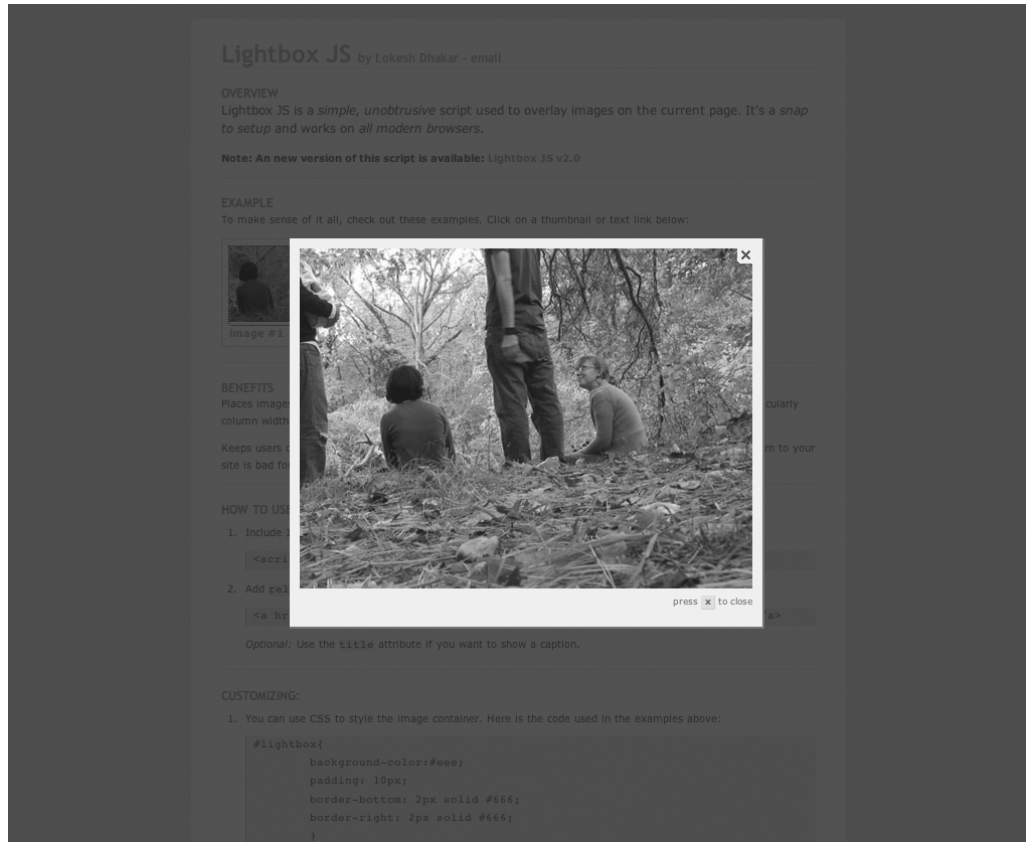 Lightbox JS by Lokesh Dhakar - email
OVERVIEW
Lightbox JS is a simple, unobtrusive script used to overlay images on the current page. It's a snap
to setup and works on all modern browsers.
Note: An new version of this script is available: Lightbox JS v2.0
EXAMPLE
To make sense of it all, check out these examples. Click on a thumbnail or text link below:
image #1
press x to close
BENEFITS
Places image
column width
Keeps users
to your
site is bad
HOW TO USE
1. Include
2. Add rel
<a hr
a>
Optional: Use the title attribute if you want to show a caption.
CUSTOMIZING:
1. You can use CSS to style the image container. Here is the code used in the examples above:
#lightbox{
background-color:#eee;
padding: 10px;
border-bottom: 2px solid #666;
border-right: 2px solid #666;
}